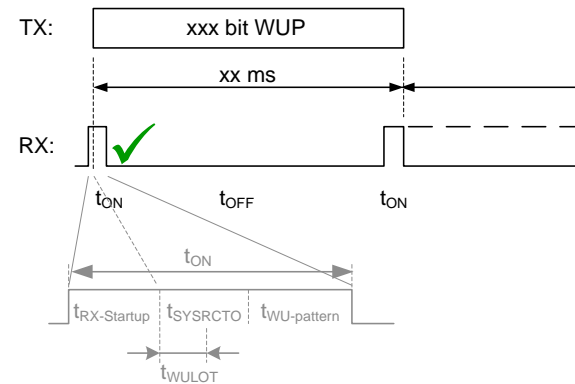 TX: xxx bit WUP
xx ms
RX:
tON tOFF tON
tON
tRX-Startup tSYSRCTO tWU-pattern
tWULOT